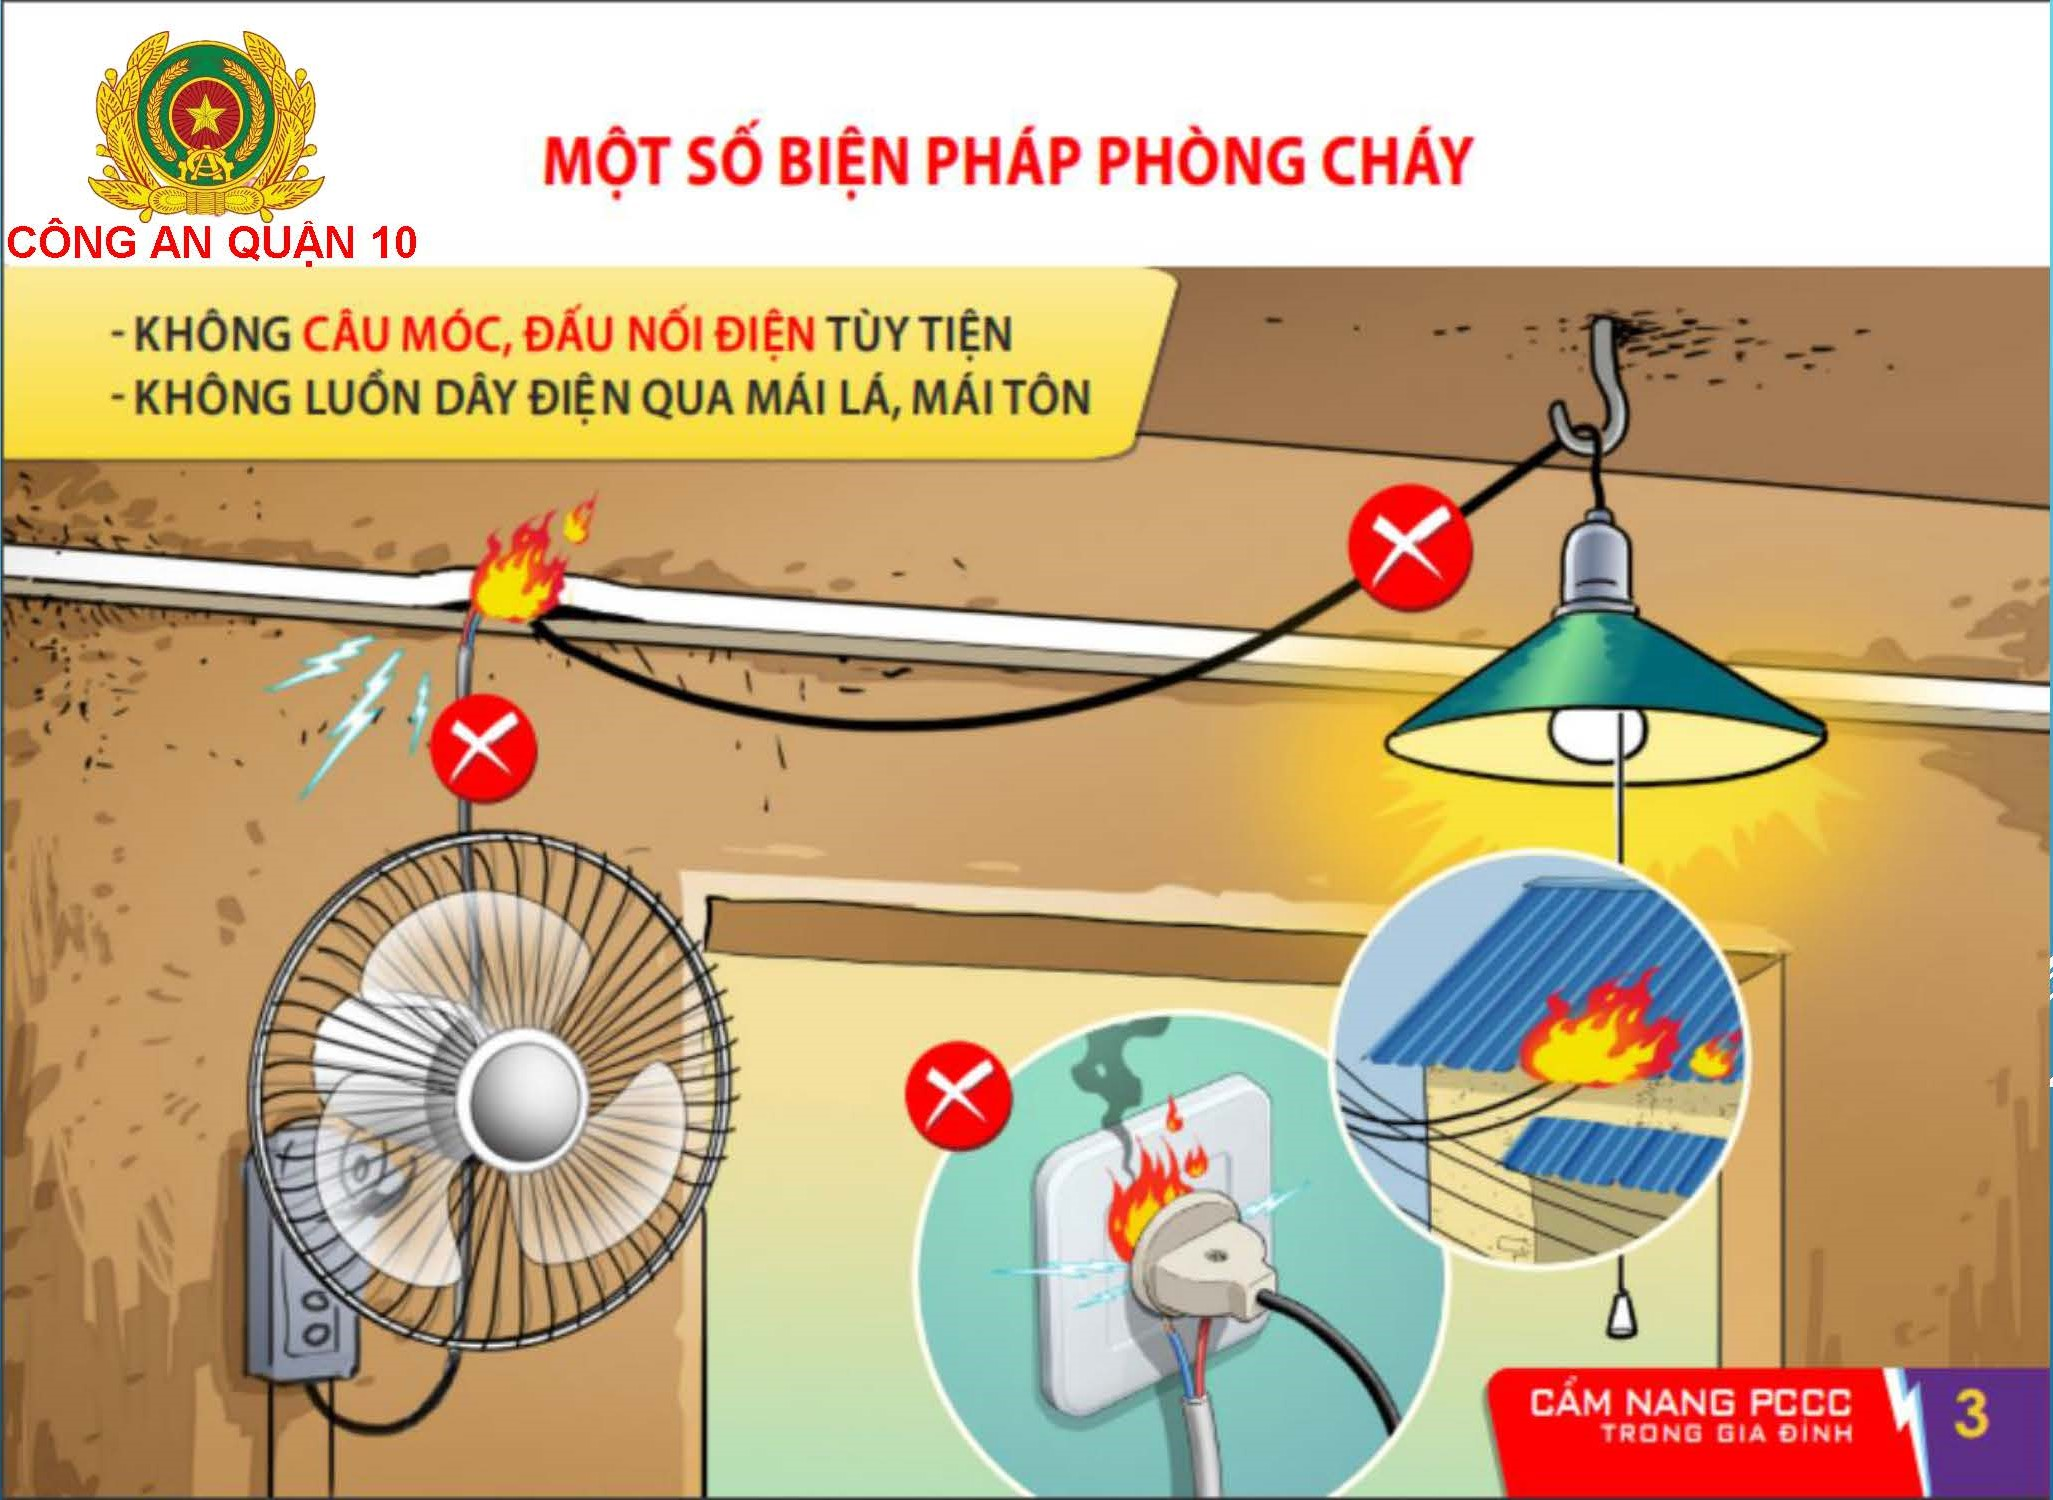 MỘT SỐ BIỆN PHÁP PHÒNG CHÁY
CÔNG AN QUẬN 10
- KHÔNG CÂU MÓC, ĐẤU NỐI ĐIỆN TÙY TIỆN
- KHÔNG LUỒN DÂY ĐIỆN QUA MÁI LÁ, MÁI TÔN
CẨM NANG PCCC
TRONG GIA ĐÌNH
3